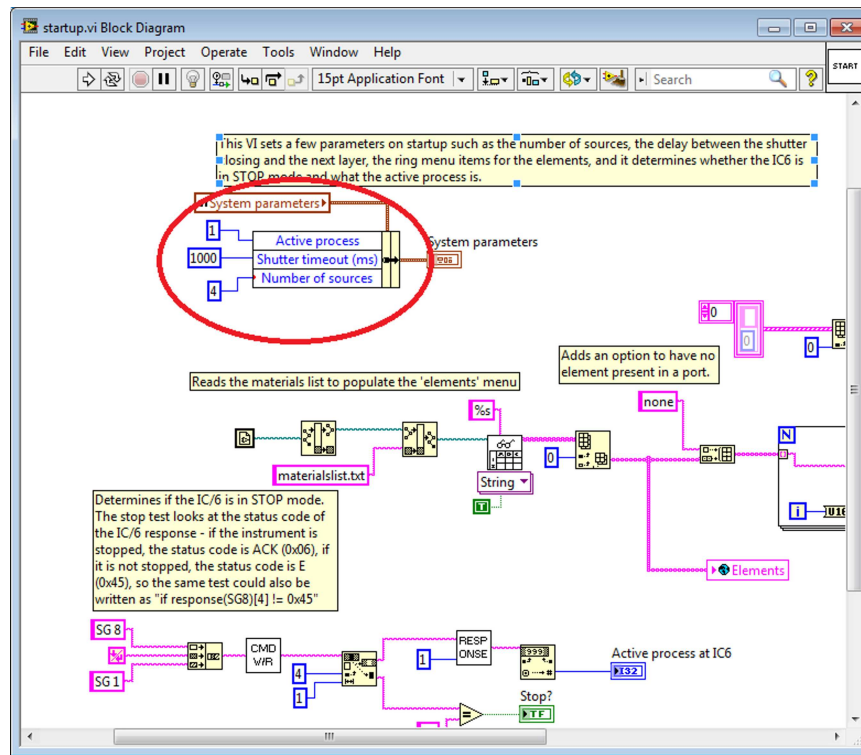 startup.vi Block Diagram
File Edit View Project Operate Tools Window Help
15pt Application Font
Search
START
This VI sets a few parameters on startup such as the number of sources, the delay between the shutter
closing and the next layer, the ring menu items for the elements, and it determines whether the IC6 is
in STOP mode and what the active process is.
System parameters
1
Active process
System parameters
1000
Shutter timeout (ms)
4
Number of sources
0
0
0
Adds an option to have no
element present in a port.
Reads the materials list to populate the 'elements' menu
%s
none
N
0
materialslist.txt
String
T
i
U16
Determines if the IC/6 is in STOP mode.
The stop test looks at the status code of
the IC/6 response - if the instrument is
stopped, the status code is ACK (0x06), if
it is not stopped, the status code is E
(0x45), so the same test could also be
written as "if response(SG8)[4] != 0x45"
Elements
SG 8
CMD
W/R
RESP
ONSE
999
Active process at IC6
1
I32
SG 1
4
1
Stop?
=
TF